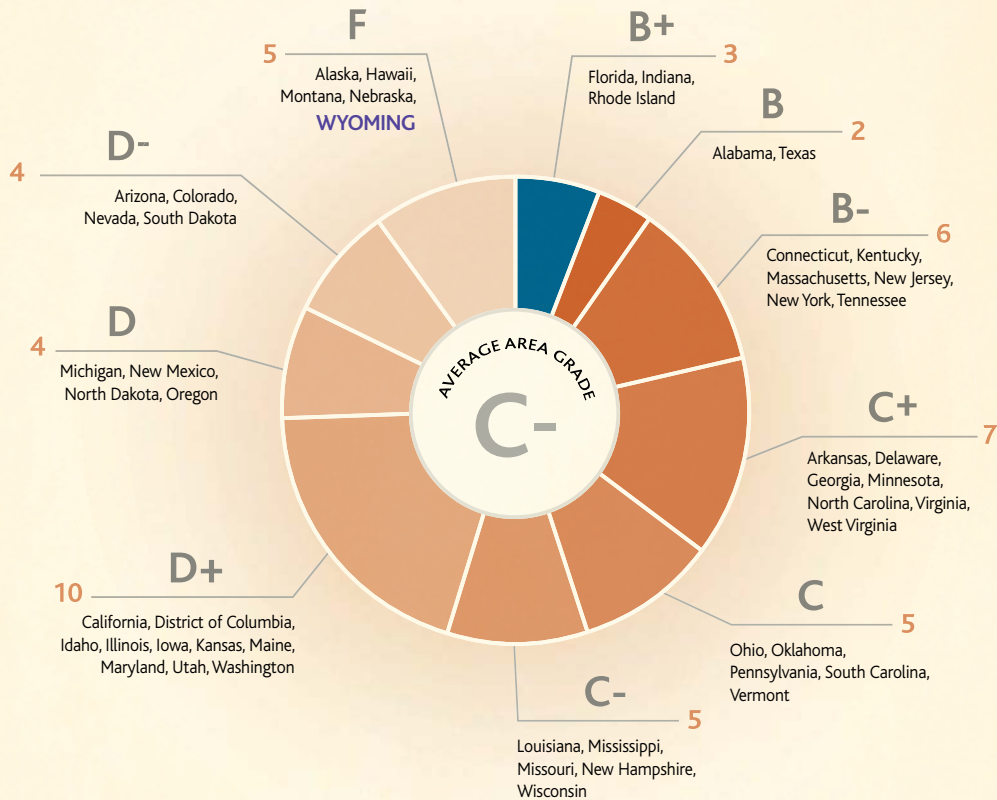 F
5
Alaska, Hawaii,
Montana, Nebraska,
WYOMING
B+
3
Florida, Indiana,
Rhode Island
B
2
Alabama, Texas
B-
6
Connecticut, Kentucky,
Massachusetts, New Jersey,
New York, Tennessee
C+
7
Arkansas, Delaware,
Georgia, Minnesota,
North Carolina, Virginia,
West Virginia
C
5
Ohio, Oklahoma,
Pennsylvania, South Carolina,
Vermont
C-
5
Louisiana, Mississippi,
Missouri, New Hampshire,
Wisconsin
D+
10
California, District of Columbia,
Idaho, Illinois, Iowa, Kansas, Maine,
Maryland, Utah, Washington
D
4
Michigan, New Mexico,
North Dakota, Oregon
D-
4
Arizona, Colorado,
Nevada, South Dakota
AVERAGE AREA GRADE
C-